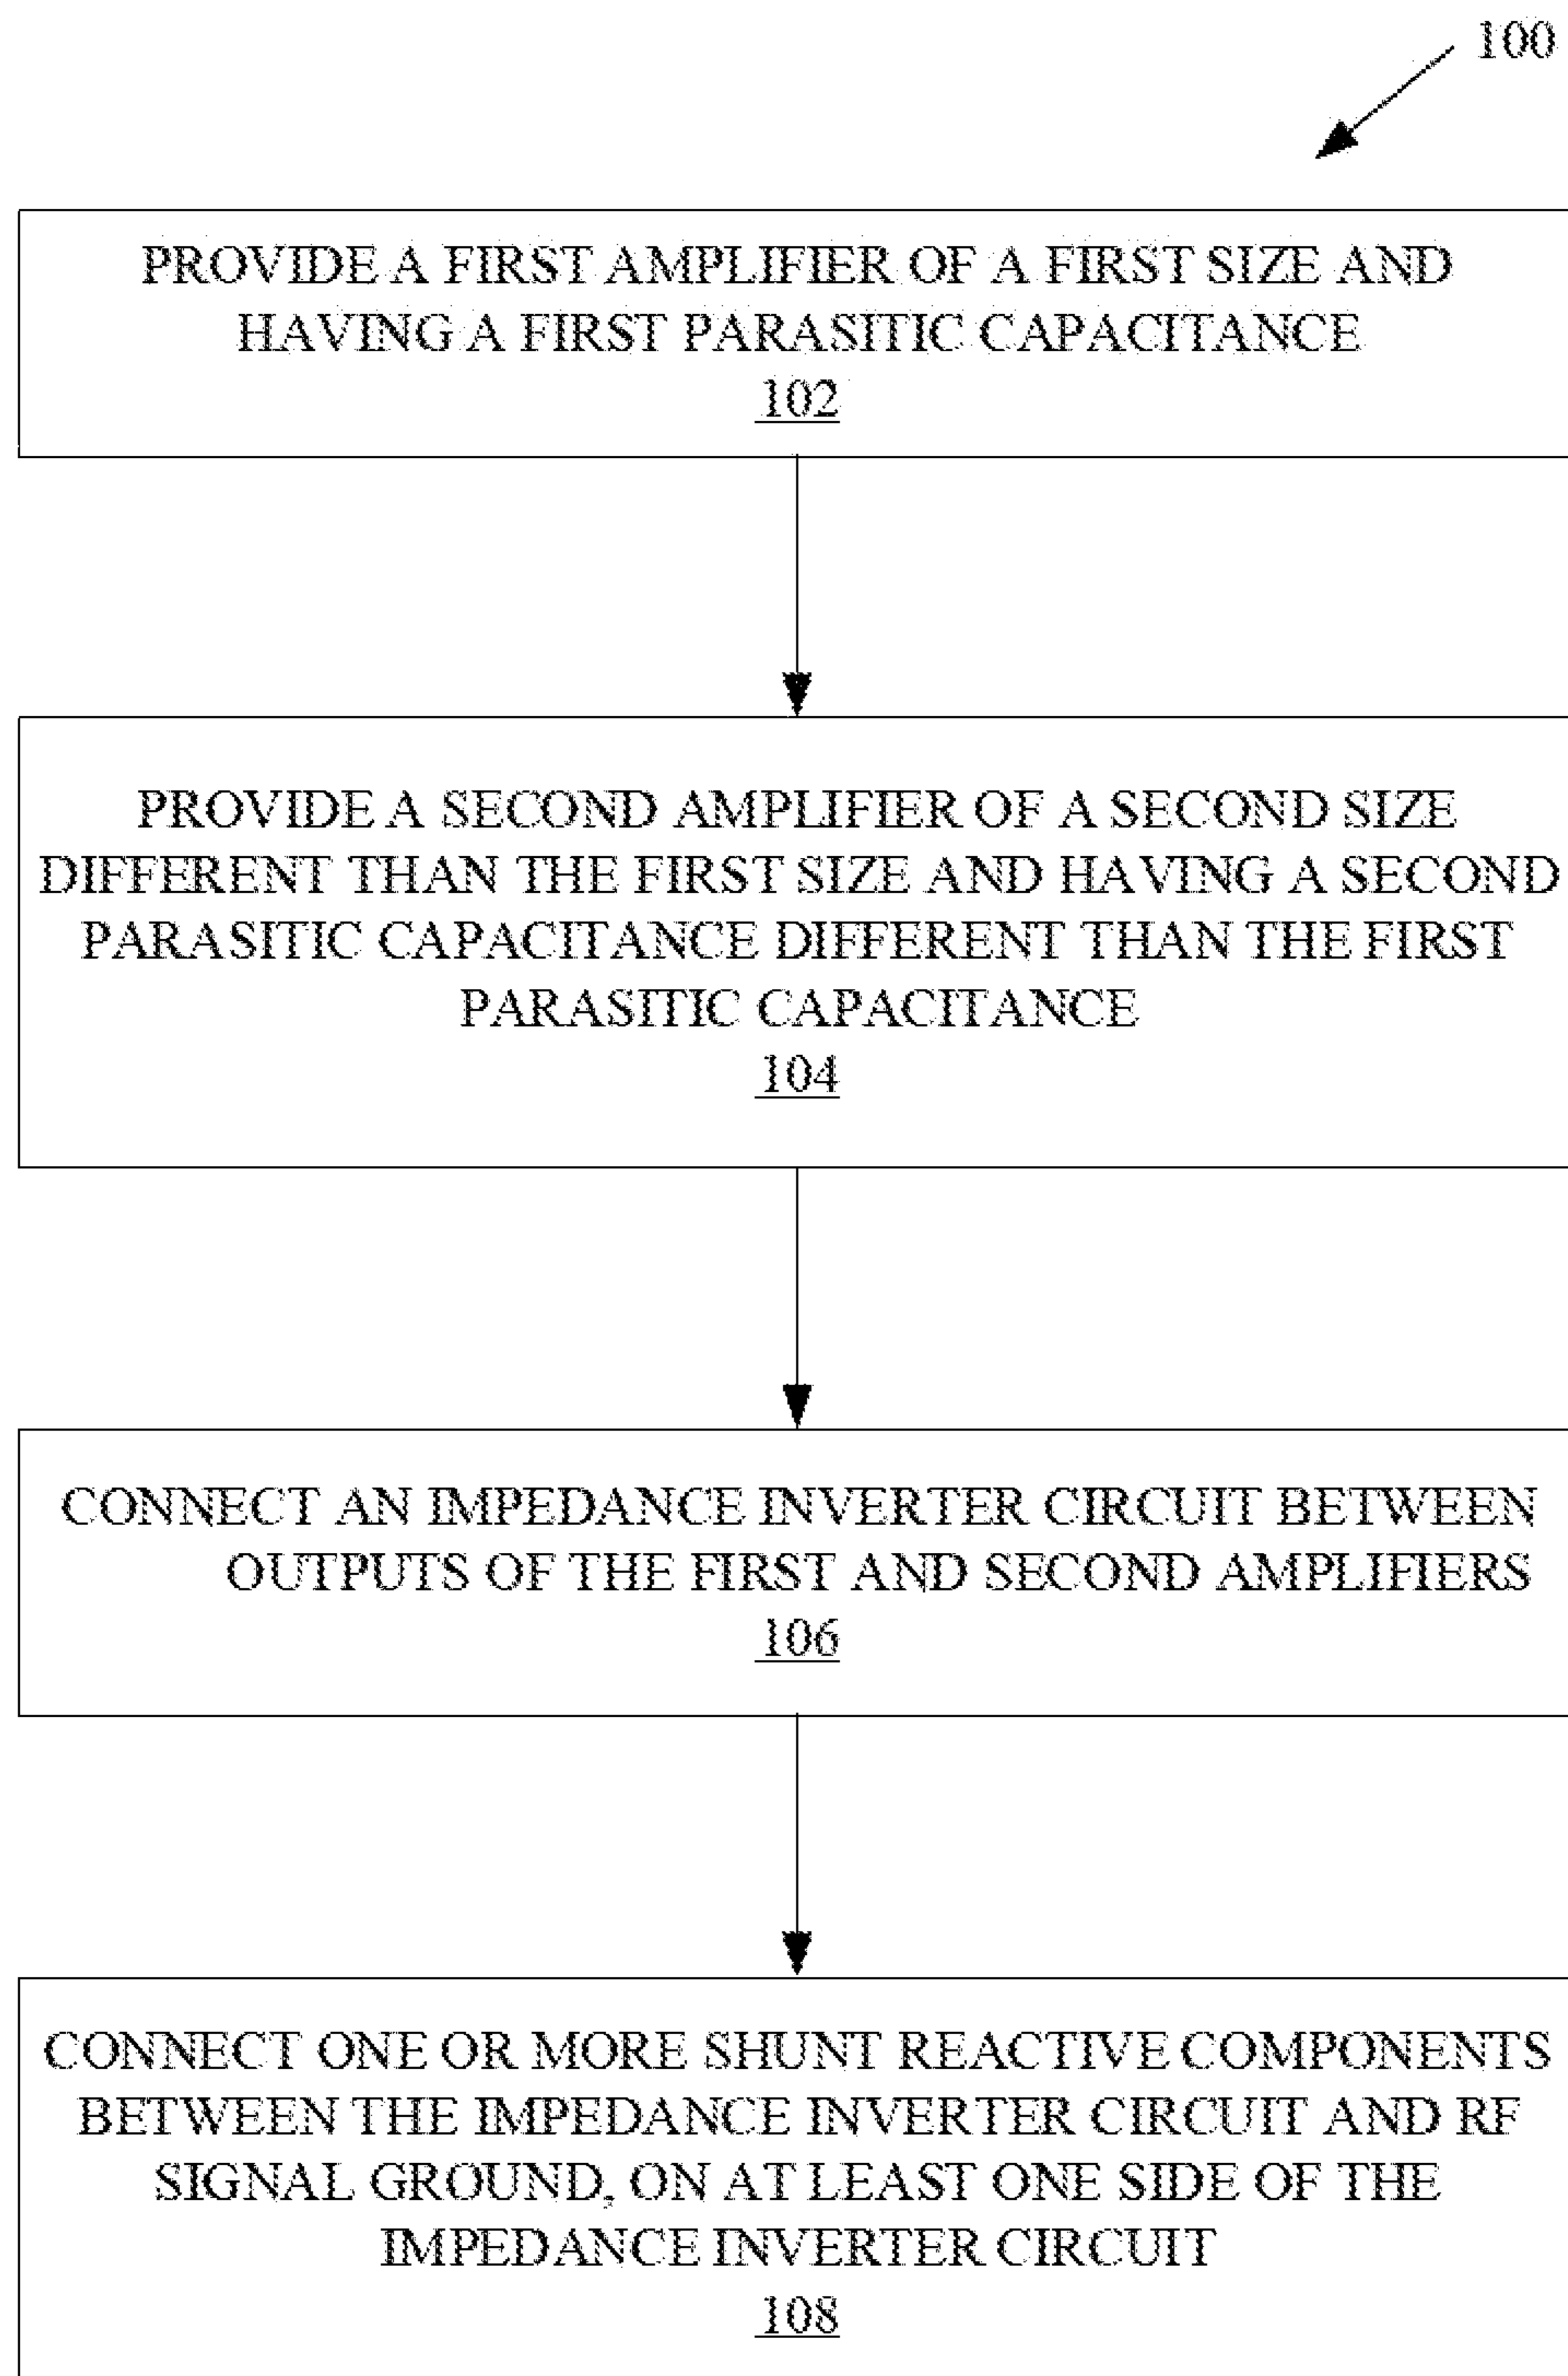 100
PROVIDE A FIRST AMPLIFIER OF A FIRST SIZE AND
HAVING A FIRST PARASITIC CAPACITANCE
102
PROVIDE A SECOND AMPLIFIER OF A SECOND SIZE
DIFFERENT THAN THE FIRST SIZE AND HAVING A SECOND
PARASITIC CAPACITANCE DIFFERENT THAN THE FIRST
PARASITIC CAPACITANCE
104
CONNECT AN IMPEDANCE INVERTER CIRCUIT BETWEEN
OUTPUTS OF THE FIRST AND SECOND AMPLIFIERS
106
CONNECT ONE OR MORE SHUNT REACTIVE COMPONENTS
BETWEEN THE IMPEDANCE INVERTER CIRCUIT AND RF
SIGNAL GROUND, ON AT LEAST ONE SIDE OF THE
IMPEDANCE INVERTER CIRCUIT
108